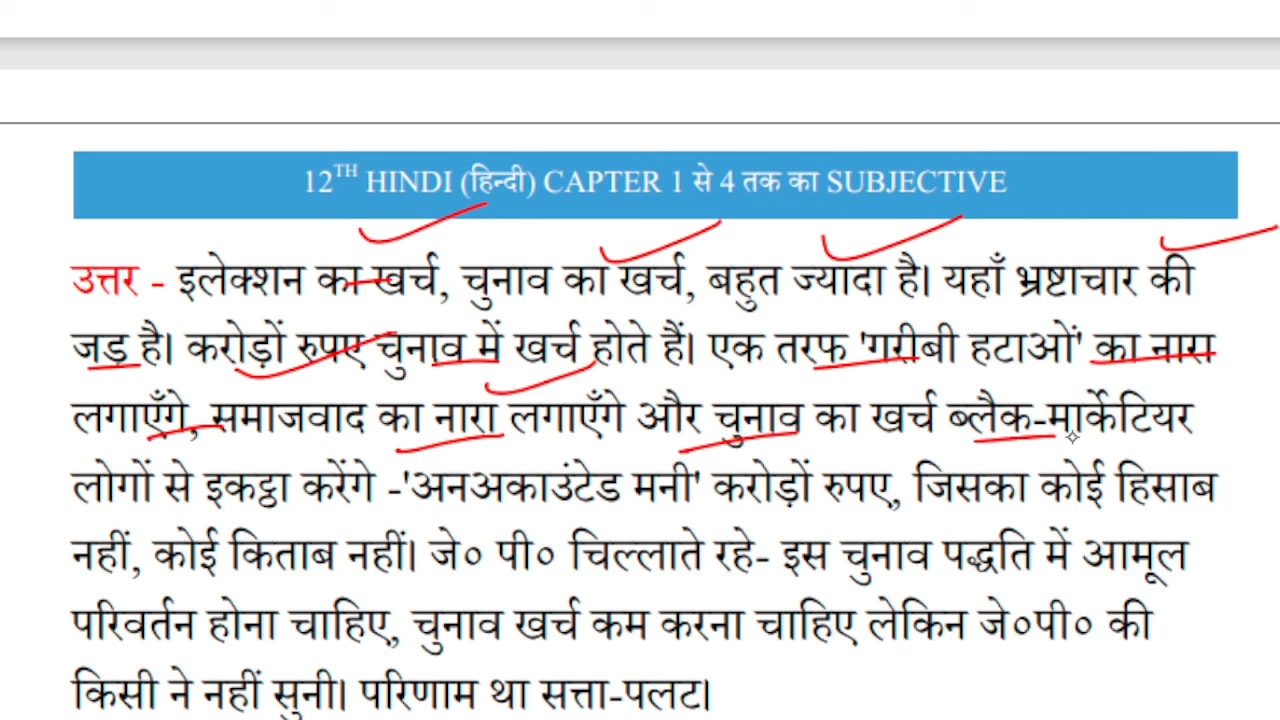 12TH HINDI (हिन्दी) CAPTER 1 से 4 तक का SUBJECTIVE
उत्तर - इलेक्शन का खर्च, चुनाव का खर्च, बहुत ज्यादा है। यहाँ भ्रष्टाचार की
जड़ है। करोड़ों रुपए चुनाव में खर्च होते हैं। एक तरफ 'गरीबी हटाओं' का नारा
लगाएँगे, समाजवाद का नारा लगाएँगे और चुनाव का खर्च ब्लैक-मार्केटियर
लोगों से इकट्ठा करेंगे -'अनअकाउंटेड मनी' करोड़ों रुपए, जिसका कोई हिसाब
नहीं, कोई किताब नहीं। जे० पी० चिल्लाते रहे- इस चुनाव पद्धति में आमूल
परिवर्तन होना चाहिए, चुनाव खर्च कम करना चाहिए लेकिन जे०पी० की
किसी ने नहीं सुनी। परिणाम था सत्ता-पलट।